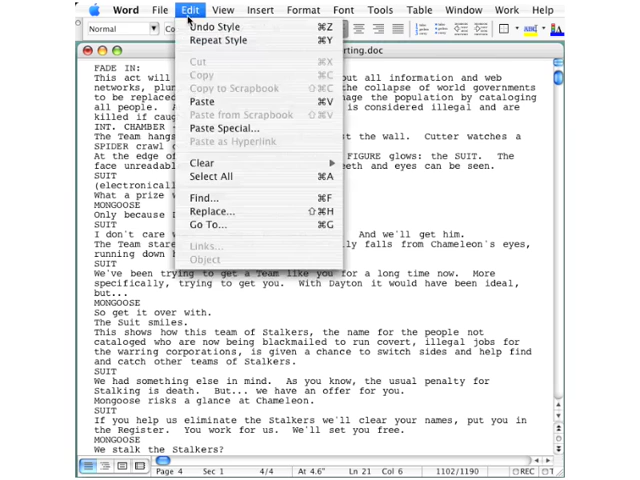 Word File Edit View Insert Format Font Tools Table Window Work Help
Normal
rting.doc
Undo Style ⌘Z
Repeat Style ⌘Y
Cut ⌘X
Copy ⌘C
Copy to Scrapbook ⇧⌘C
Paste ⌘V
Paste from Scrapbook ⇧⌘V
Paste Special...
Paste as Hyperlink
Clear
Select All ⌘A
Find... ⌘F
Replace... ⇧⌘H
Go To... ⌘G
Links...
Object
FADE IN:
This act will out all information and web
networks, plun the collapse of world governments
to be replaced nage the population by cataloging
all people. is considered illegal and are
killed if caug
INT. CHAMBER -
The Team hangs st the wall. Cutter watches a
SPIDER crawl
At the edge of FIGURE glows: the SUIT. The
face unreadabl eeth and eyes can be seen.
SUIT
(electronicall
What a prize
MONGOOSE
Only because
SUIT
I don't care And we'll get him.
The Team stare ly falls from Chameleon's eyes,
running down
SUIT
We've been trying to get a Team like you for a long time now. More
specifically, trying to get you. With Dayton it would have been ideal,
but...
MONGOOSE
So get it over with.
The Suit smiles.
This shows how this team of Stalkers, the name for the people not
cataloged who are now being blackmailed to run covert, illegal jobs for
the warring corporations, is given a chance to switch sides and help find
and catch other teams of Stalkers.
SUIT
We had something else in mind. As you know, the usual penalty for
Stalking is death. But... we have an offer for you.
Mongoose risks a glance at Chameleon.
SUIT
If you help us eliminate the Stalkers we'll clear your names, put you in
the Register. You work for us. We'll set you free.
MONGOOSE
We stalk the Stalkers?
Page 4 Sec 1 4/4 At 4.6" Ln 21 Col 6 1102/1190 REC